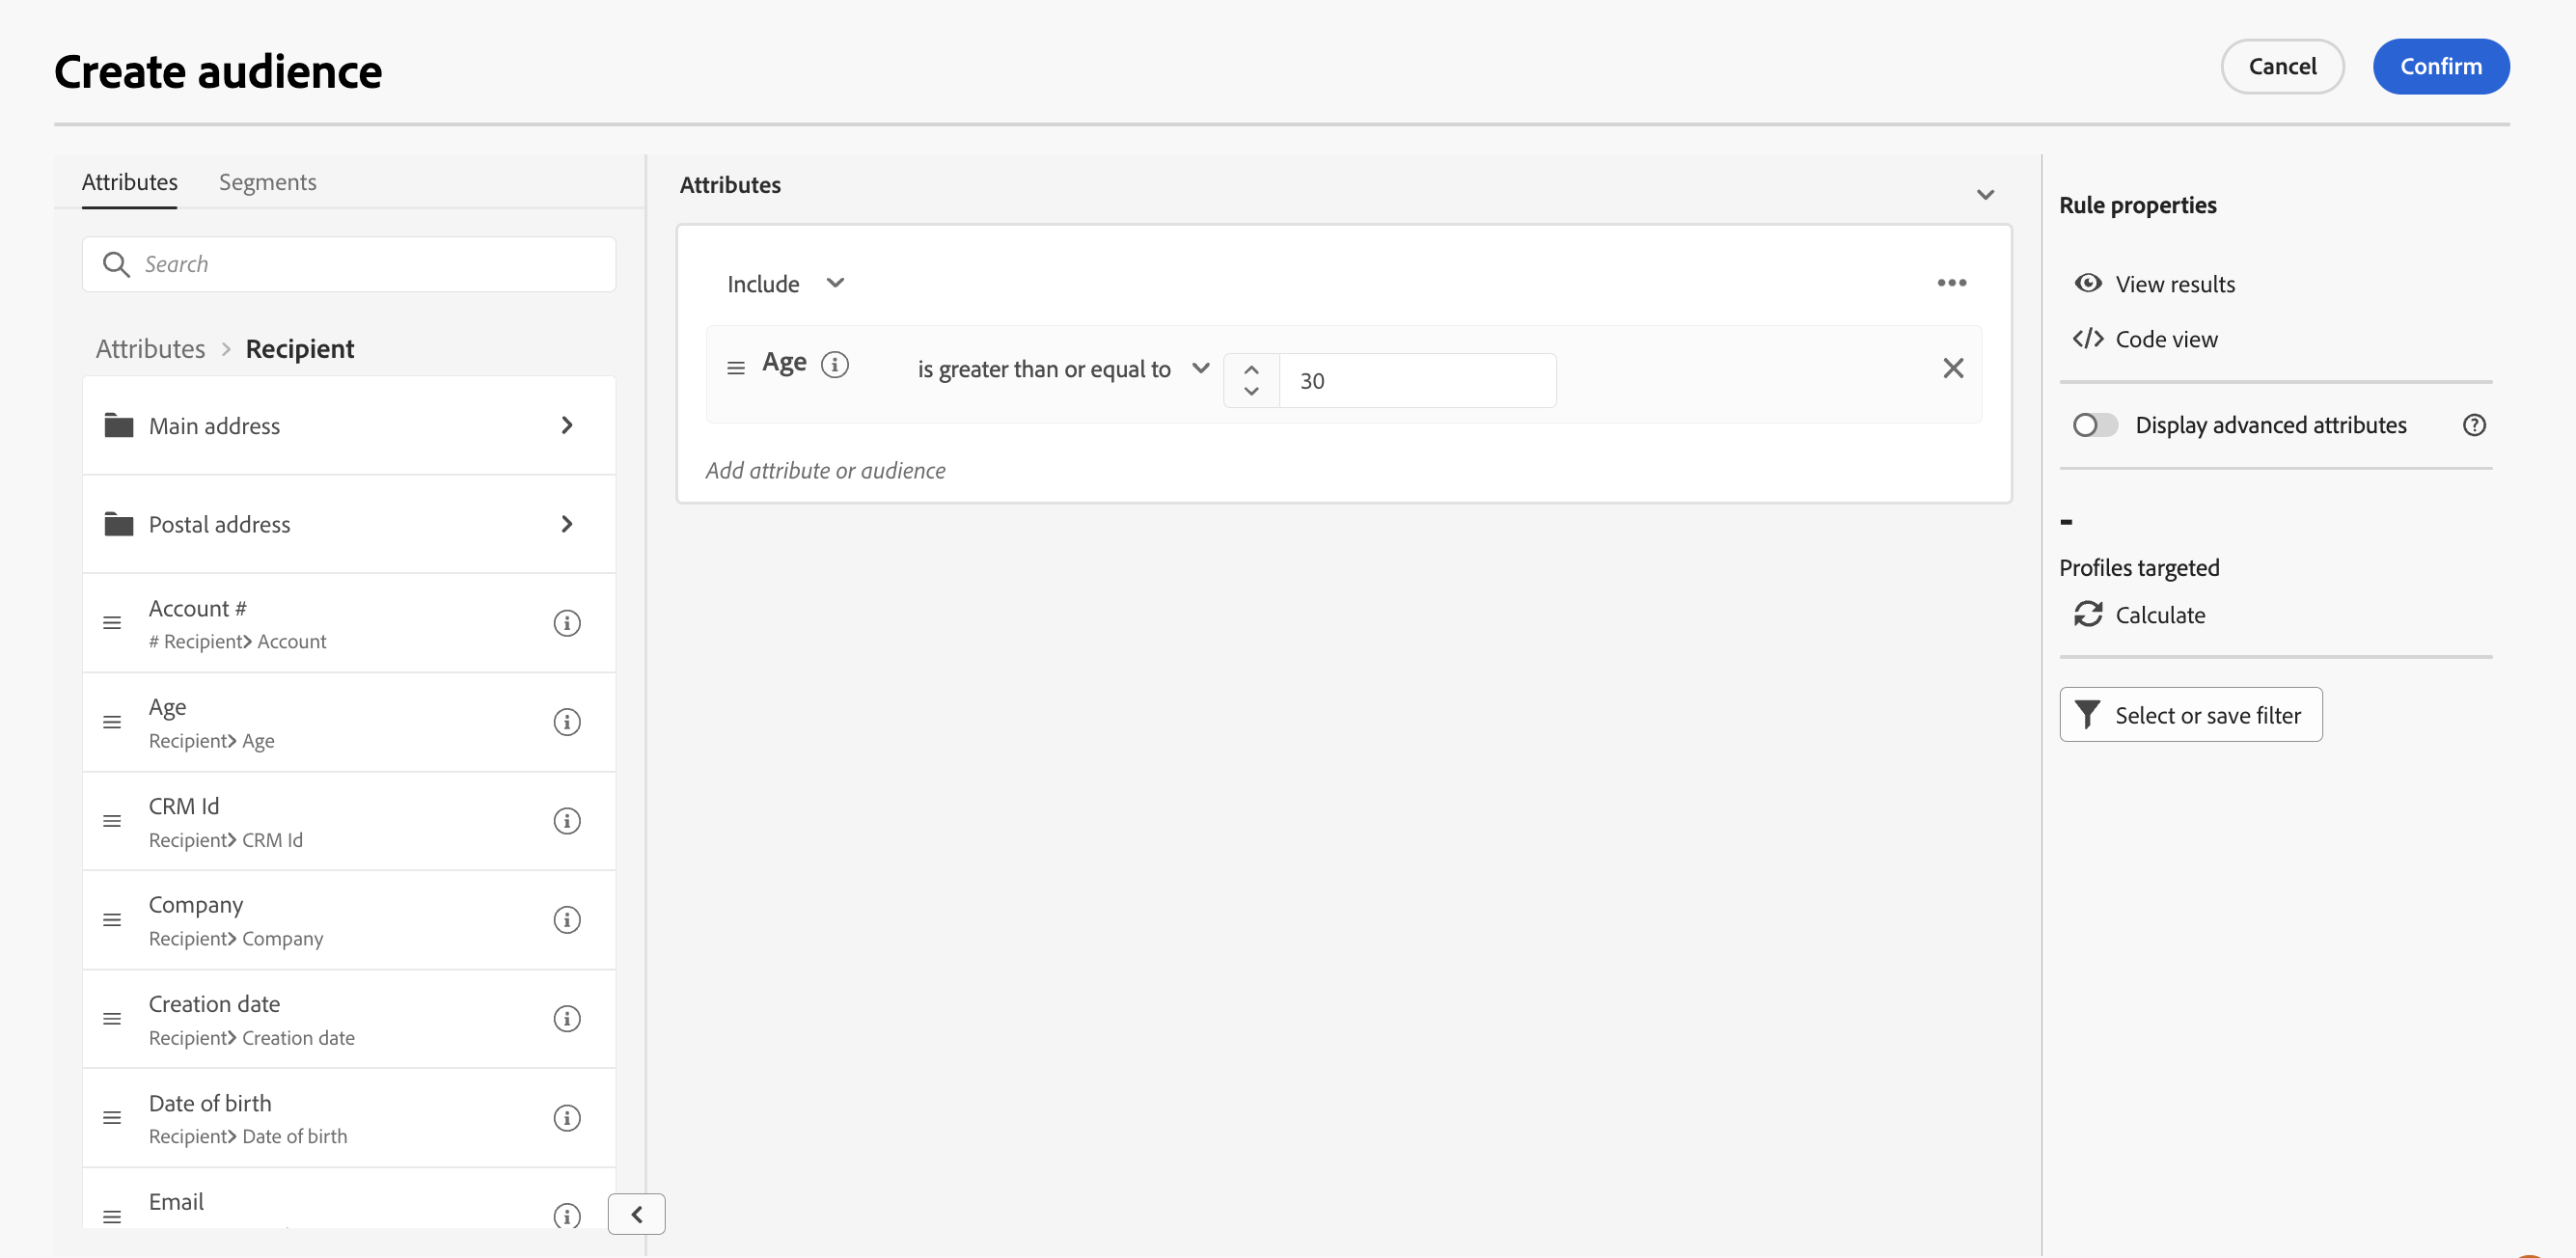 Create audience
Cancel
Confirm
Attributes
Segments
Search
Attributes > Recipient
Main address
Postal address
Account #
# Recipient> Account
Age
Recipient> Age
CRM Id
Recipient> CRM Id
Company
Recipient> Company
Creation date
Recipient> Creation date
Date of birth
Recipient> Date of birth
Email
Attributes
Include
Age is greater than or equal to 30
Add attribute or audience
Rule properties
View results
</> Code view
Display advanced attributes
-
Profiles targeted
Calculate
Select or save filter